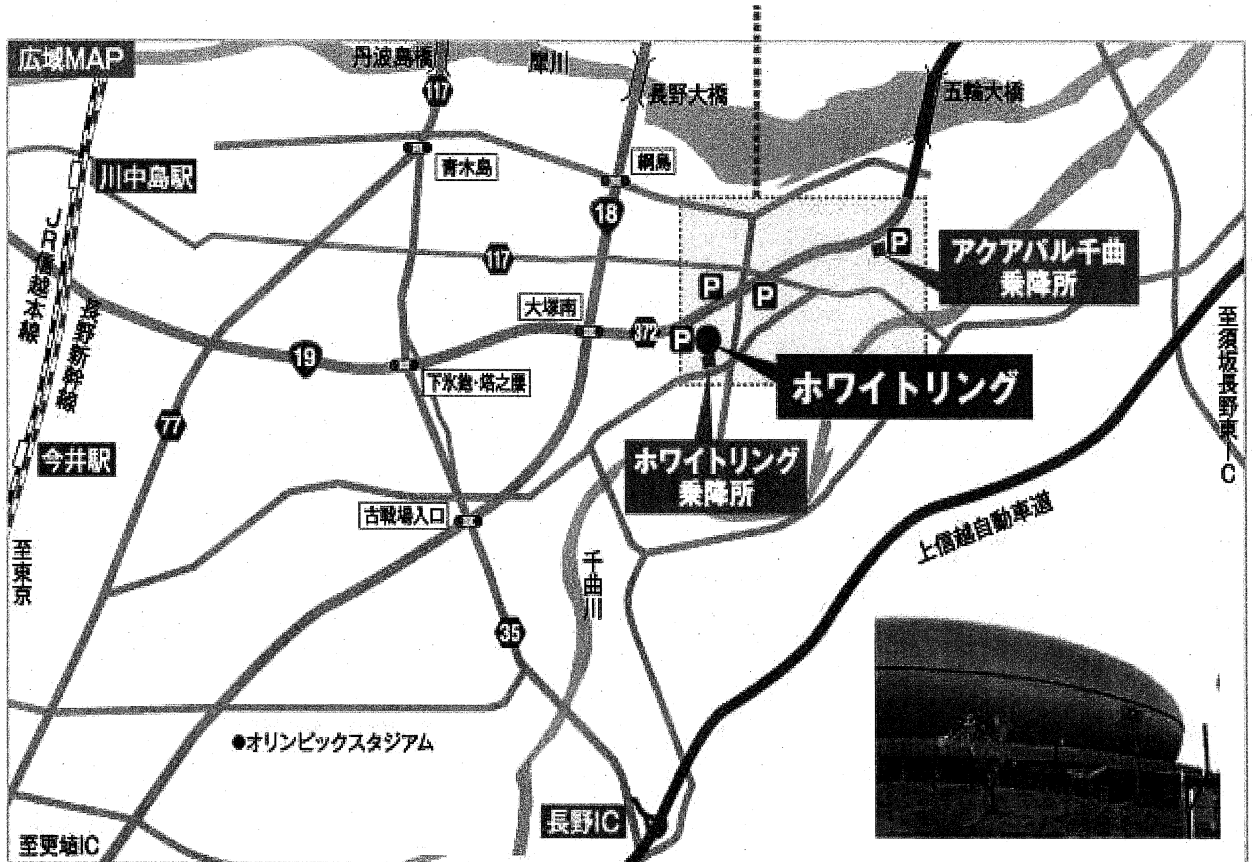 広域MAP
丹波島橋
犀川
長野大橋
五輪大橋
117
川中島駅
青木島
綱島
18
JR信越本線
長野新幹線
117
P
アクアパル千曲
乗降所
P
P
大塚南
372
P
至須坂長野東IC
19
下氷鉋・塔之腰
ホワイトリング
77
今井駅
ホワイトリング
乗降所
古戦場入口
至東京
千曲川
上信越自動車道
35
●オリンピックスタジアム
長野IC
至更埴IC